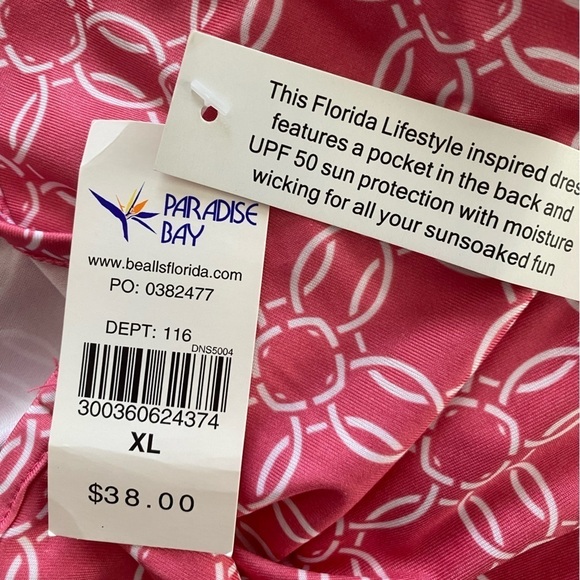 This Florida Lifestyle inspired
features a pocket in the back and
UPF 50 sun protection with moisture
wicking for all your sunsoaked fun
PARADISE
BAY
www.beallsflorida.com
PO: 0382477
DEPT: 116
DNS5004
300360624374
XL
$38.00